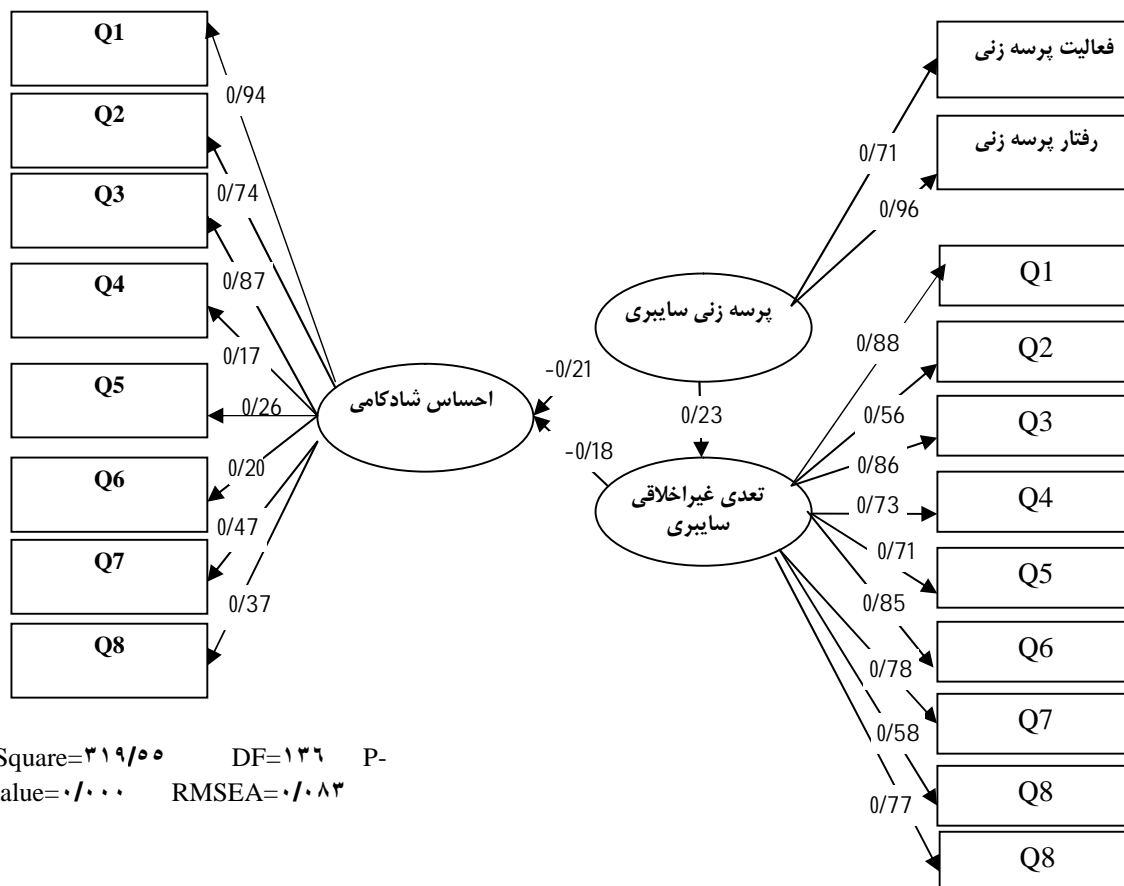 Q1
Q2
Q3
Q4
Q5
Q6
Q7
Q8
0/94
0/74
0/87
0/17
0/26
0/20
0/47
0/37
احساس شادکامی
-0/21
-0/18
پرسه زنی سایبری
0/23
تعدی غیراخلاقی
سایبری
0/71
0/96
0/88
0/56
0/86
0/73
0/71
0/85
0/78
0/58
0/77
فعالیت پرسه زنی
رفتار پرسه زنی
Q1
Q2
Q3
Q4
Q5
Q6
Q7
Q8
Q8
Square=۳۱۹/۵۵ DF=۱۳۶ P-
alue=۰/۰۰۰ RMSEA=۰/۰۸۳